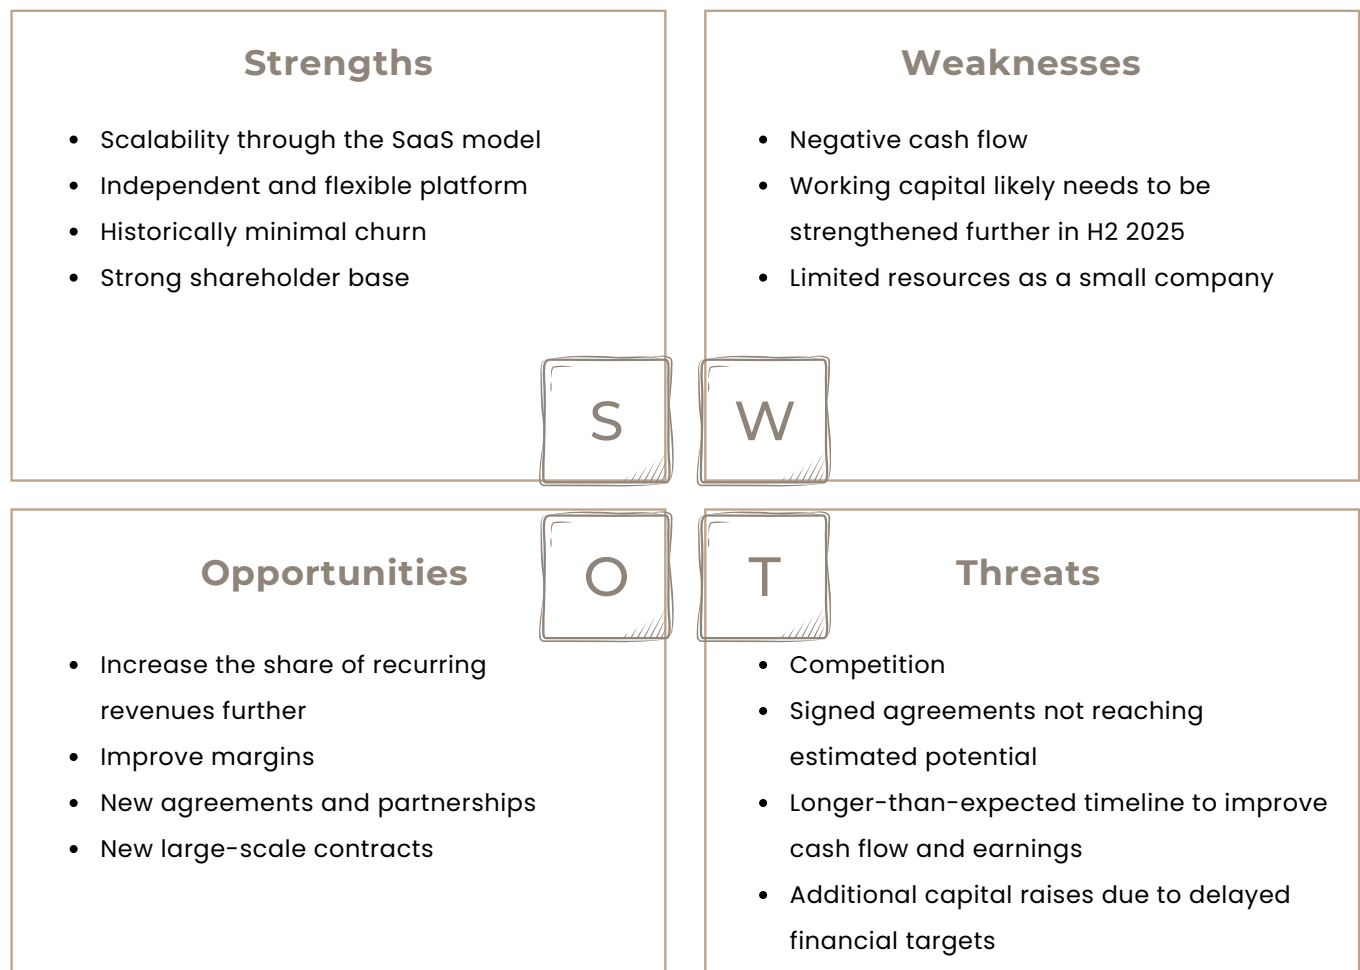 Strengths
• Scalability through the SaaS model
• Independent and flexible platform
• Historically minimal churn
• Strong shareholder base
S
Weaknesses
• Negative cash flow
• Working capital likely needs to be
strengthened further in H2 2025
• Limited resources as a small company
W
Opportunities
O
• Increase the share of recurring
revenues further
• Improve margins
• New agreements and partnerships
• New large-scale contracts
T
Threats
• Competition
• Signed agreements not reaching
estimated potential
• Longer-than-expected timeline to improve
cash flow and earnings
• Additional capital raises due to delayed
financial targets